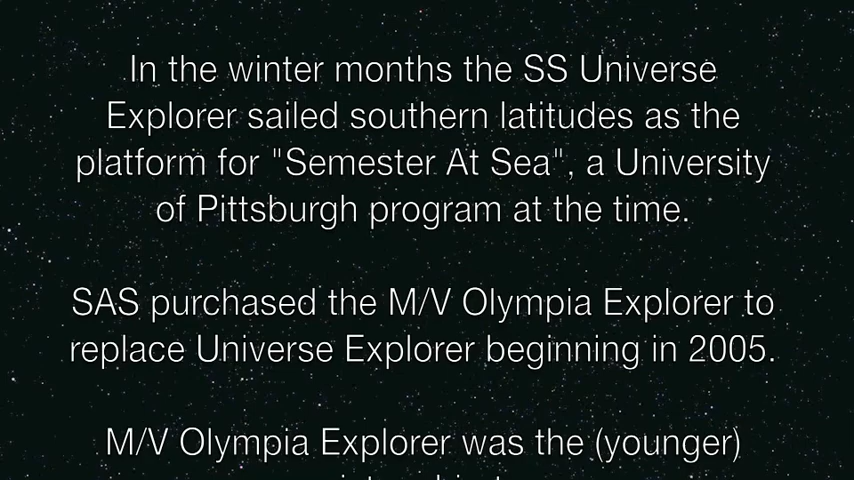 In the winter months the SS Universe
Explorer sailed southern latitudes as the
platform for "Semester At Sea", a University
of Pittsburgh program at the time.
SAS purchased the M/V Olympia Explorer to
replace Universe Explorer beginning in 2005.
M/V Olympia Explorer was the (younger)